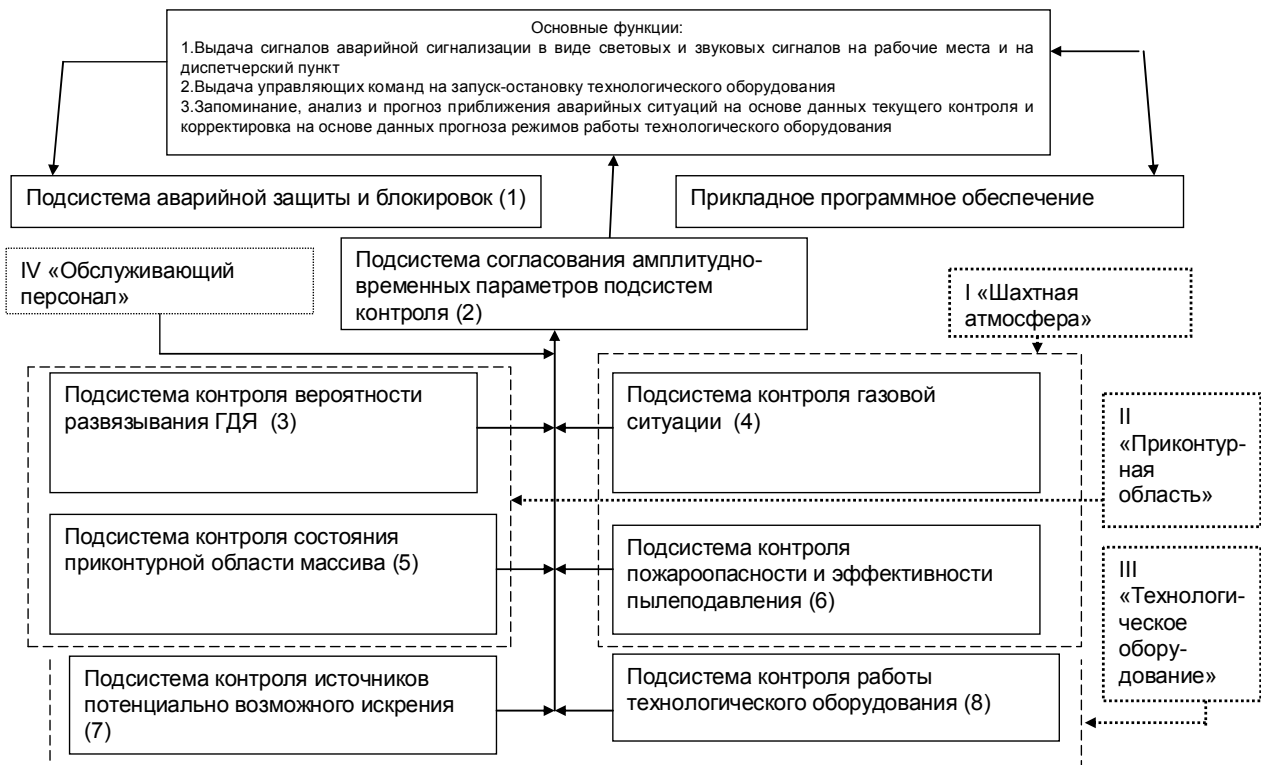 Основные функции:
1.Выдача сигналов аварийной сигнализации в виде световых и звуковых сигналов на рабочие места и на
диспетчерский пункт
2.Выдача управляющих команд на запуск-остановку технологического оборудования
3.Запоминание, анализ и прогноз приближения аварийных ситуаций на основе данных текущего контроля и
корректировка на основе данных прогноза режимов работы технологического оборудования
Подсистема аварийной защиты и блокировок (1)
Прикладное программное обеспечение
IV «Обслуживающий
персонал»
Подсистема согласования амплитудно-
временных параметров подсистем
контроля (2)
I «Шахтная
атмосфера»
Подсистема контроля вероятности
развязывания ГДЯ (3)
Подсистема контроля газовой
ситуации (4)
II
«Приконтур-
ная
область»
Подсистема контроля состояния
приконтурной области массива (5)
Подсистема контроля
пожароопасности и эффективности
пылеподавления (6)
III
«Технологи-
ческое
обору-
дование»
Подсистема контроля источников
потенциально возможного искрения
(7)
Подсистема контроля работы
технологического оборудования (8)